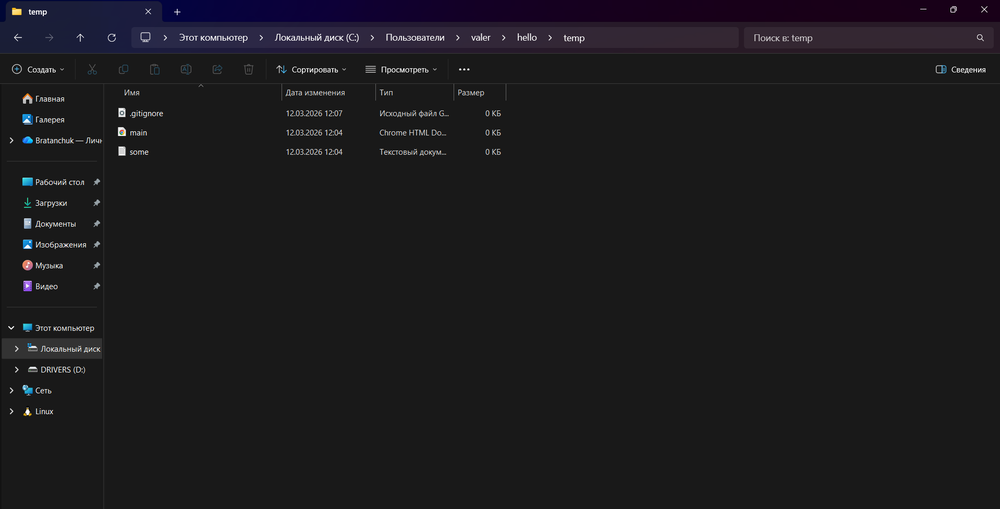 temp
Этот компьютер Локальный диск (C:) Пользователи valer hello temp
Поиск в: temp
Создать Сортировать Просмотреть Сведения
Главная
Галерея
Bratanchuk — Личн
Рабочий стол
Загрузки
Документы
Изображения
Музыка
Видео
Этот компьютер
Локальный диск
DRIVERS (D:)
Сеть
Linux
Имя Дата изменения Тип Размер
.gitignore 12.03.2026 12:07 Исходный файл G... 0 КБ
main 12.03.2026 12:04 Chrome HTML Do... 0 КБ
some 12.03.2026 12:04 Текстовый докум... 0 КБ